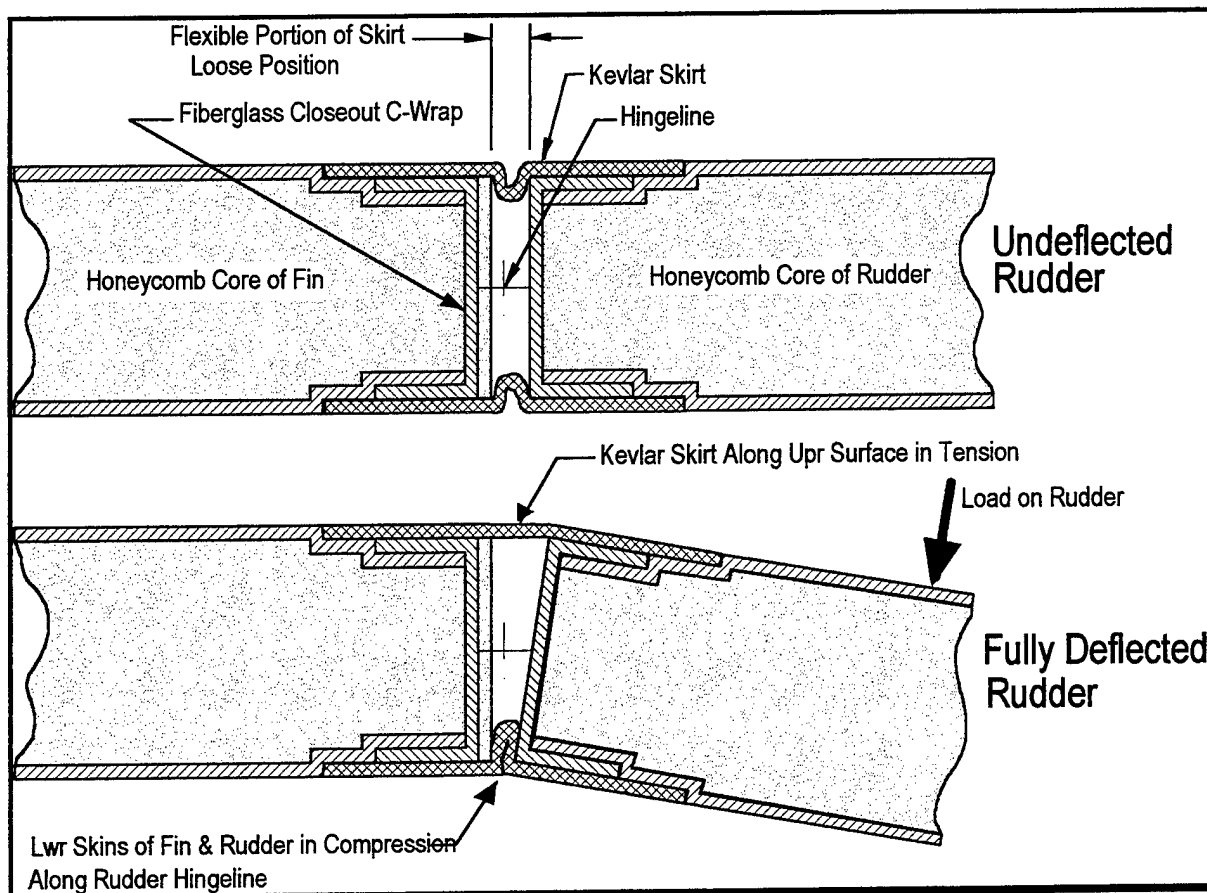 Flexible Portion of Skirt
Loose Position
Kevlar Skirt
Fiberglass Closeout C-Wrap
Hingeline
Honeycomb Core of Fin
Honeycomb Core of Rudder
Undeflected
Rudder
Kevlar Skirt Along Upr Surface in Tension
Load on Rudder
Fully Deflected
Rudder
Lwr Skins of Fin & Rudder in Compression
Along Rudder Hingeline